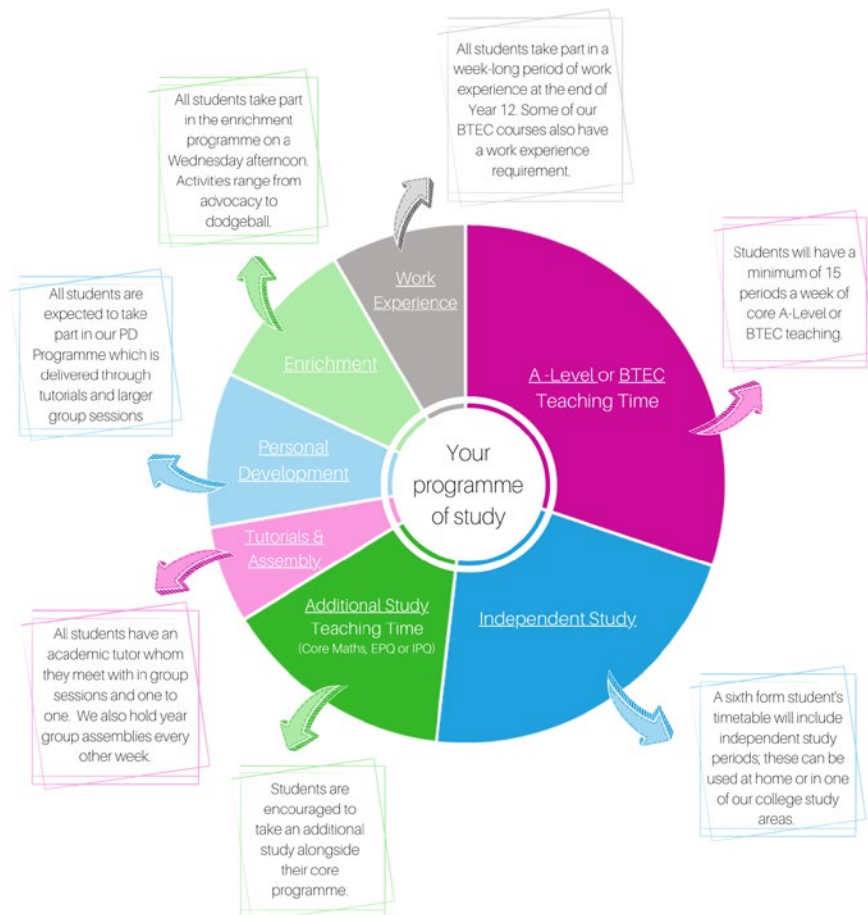 All students take part in a
week-long period of work
experience at the end of
Year 12. Some of our
BTEC courses also have
a work experience
requirement.
All students take part
in the enrichment
programme on a
Wednesday afternoon.
Activities range from
advocacy to
dodgeball.
Students will have a
minimum of 15
periods a week of
core A-Level or
BTEC teaching.
All students are
expected to take
part in our PD
Programme which is
delivered through
tutorials and larger
group sessions
Work
Experience
Enrichment
A -Level or BTEC
Teaching Time
Personal
Development
Your
programme
of study
Tutorials &
Assembly
Additional Study
Teaching Time
(Core Maths, EPQ or IPQ)
Independent Study
All students have an
academic tutor whom
they meet with in group
sessions and one to
one. We also hold year
group assemblies every
other week.
A sixth form student's
timetable will include
independent study
periods; these can be
used at home or in one
of our college study
areas.
Students are
encouraged to
take an additional
study alongside
their core
programme.